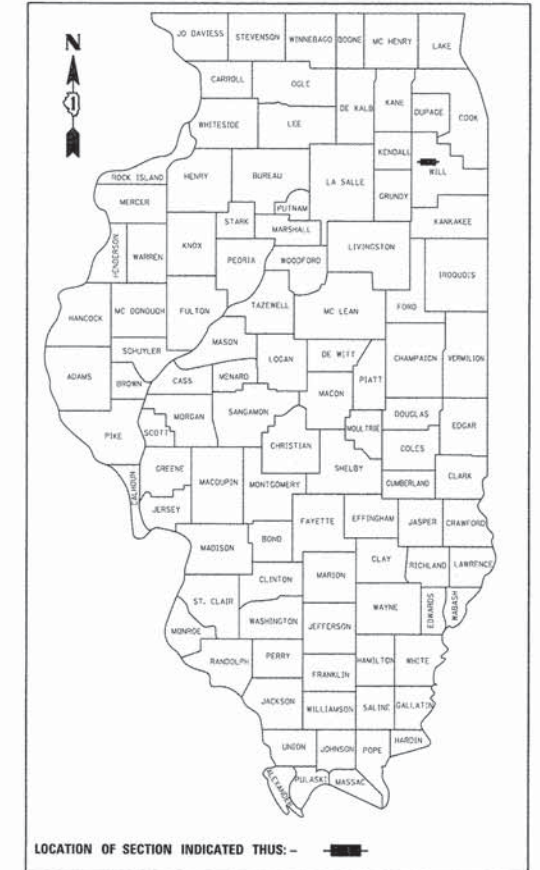 N
JO DAVIESS STEVENSON WINNEBAGO BOONE MC HENRY LAKE
CARROLL OGLE
DE KALB KANE DUPADE COOK
WHITESIDE LEE
KENDALL WILL
ROCK ISLAND HENRY BUREAU LA SALLE GRUNDY
MERCER PUTNAM KANKAKEE
STARK MARSHALL
HENDERSON WARREN KNOX LIVINGSTON
PEORIA WOODFORD IROQUOIS
HANCOCK MC DONOUGH FULTON TAZEWELL MC LEAN FORD
MASON
SCHUYLER LOGAN DE WITT CHAMPAIGN VERMILION
ADAMS BROWN CASS MENARD MACON PIATT
PIKE SCOTT MORGAN SANGAMON MOULTRIE DOUGLAS EDGAR
CHRISTIAN COLES
CALHOUN GREENE MACOUPIN MONTGOMERY SHELBY CUMBERLAND CLARK
JERSEY FAYETTE EFFINGHAM JASPER CRAWFORD
MADISON BOND
CLAY RICHLAND LAWRENCE
CLINTON MARION
ST. CLAIR WAYNE EDWARDS WABASH
WASHINGTON JEFFERSON
MONROE
RANDOLPH PERRY HAMILTON WHITE
FRANKLIN
JACKSON WILLIAMSON SALINE GALLATIN
UNION JOHNSON POPE HARDIN
ALEXANDER PULASKI MASSAC
LOCATION OF SECTION INDICATED THUS: -